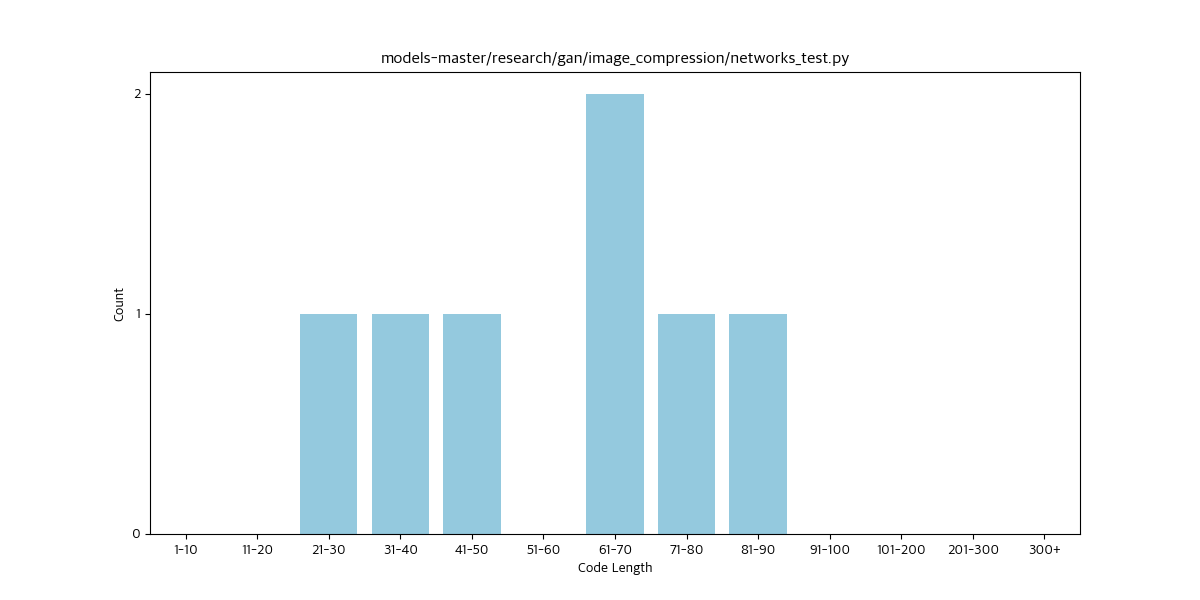 models-master/research/gan/image_compression/networks_test.py
Count
2
1
0
1-10 11-20 21-30 31-40 41-50 51-60 61-70 71-80 81-90 91-100 101-200 201-300 300+
Code Length